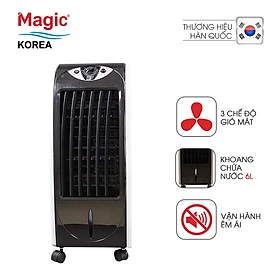 Magic
KOREA
THƯƠNG HIỆU
HÀN QUỐC
3 CHẾ ĐỘ
GIÓ MÁT
KHOANG
CHỨA
NƯỚC 6L
VẬN HÀNH
ÊM ÁI